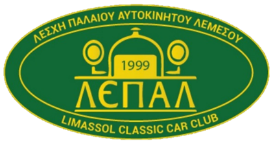 ΛΕΣΧΗ ΠΑΛΑΙΟΥ ΑΥΤΟΚΙΝΗΤΟΥ ΛΕΜΕΣΟΥ
1999
ΛΕΠΑΛ
LIMASSOL CLASSIC CAR CLUB